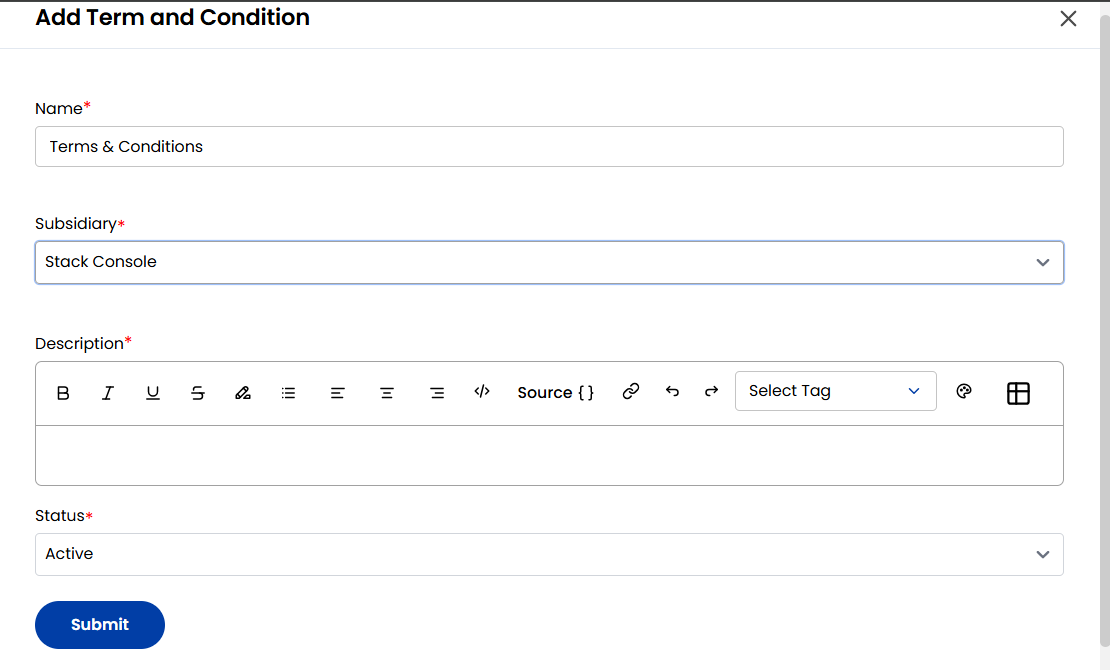 Add Term and Condition
Name*
Terms & Conditions
Subsidiary*
Stack Console
Description*
B I U S </> Source { } Select Tag
Status*
Active
Submit